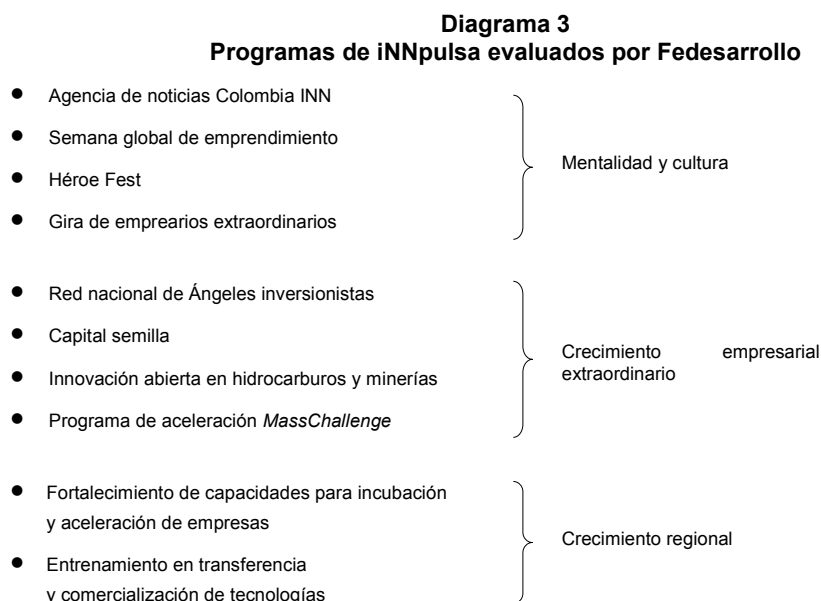 Diagrama 3
Programas de iNNpulsa evaluados por Fedesarrollo
● Agencia de noticias Colombia INN
● Semana global de emprendimiento
● Héroe Fest
● Gira de emprearios extraordinarios
Mentalidad y cultura
● Red nacional de Ángeles inversionistas
● Capital semilla
● Innovación abierta en hidrocarburos y minerías
● Programa de aceleración MassChallenge
Crecimiento empresarial
extraordinario
● Fortalecimiento de capacidades para incubación
y aceleración de empresas
● Entrenamiento en transferencia
y comercialización de tecnologías
Crecimiento regional